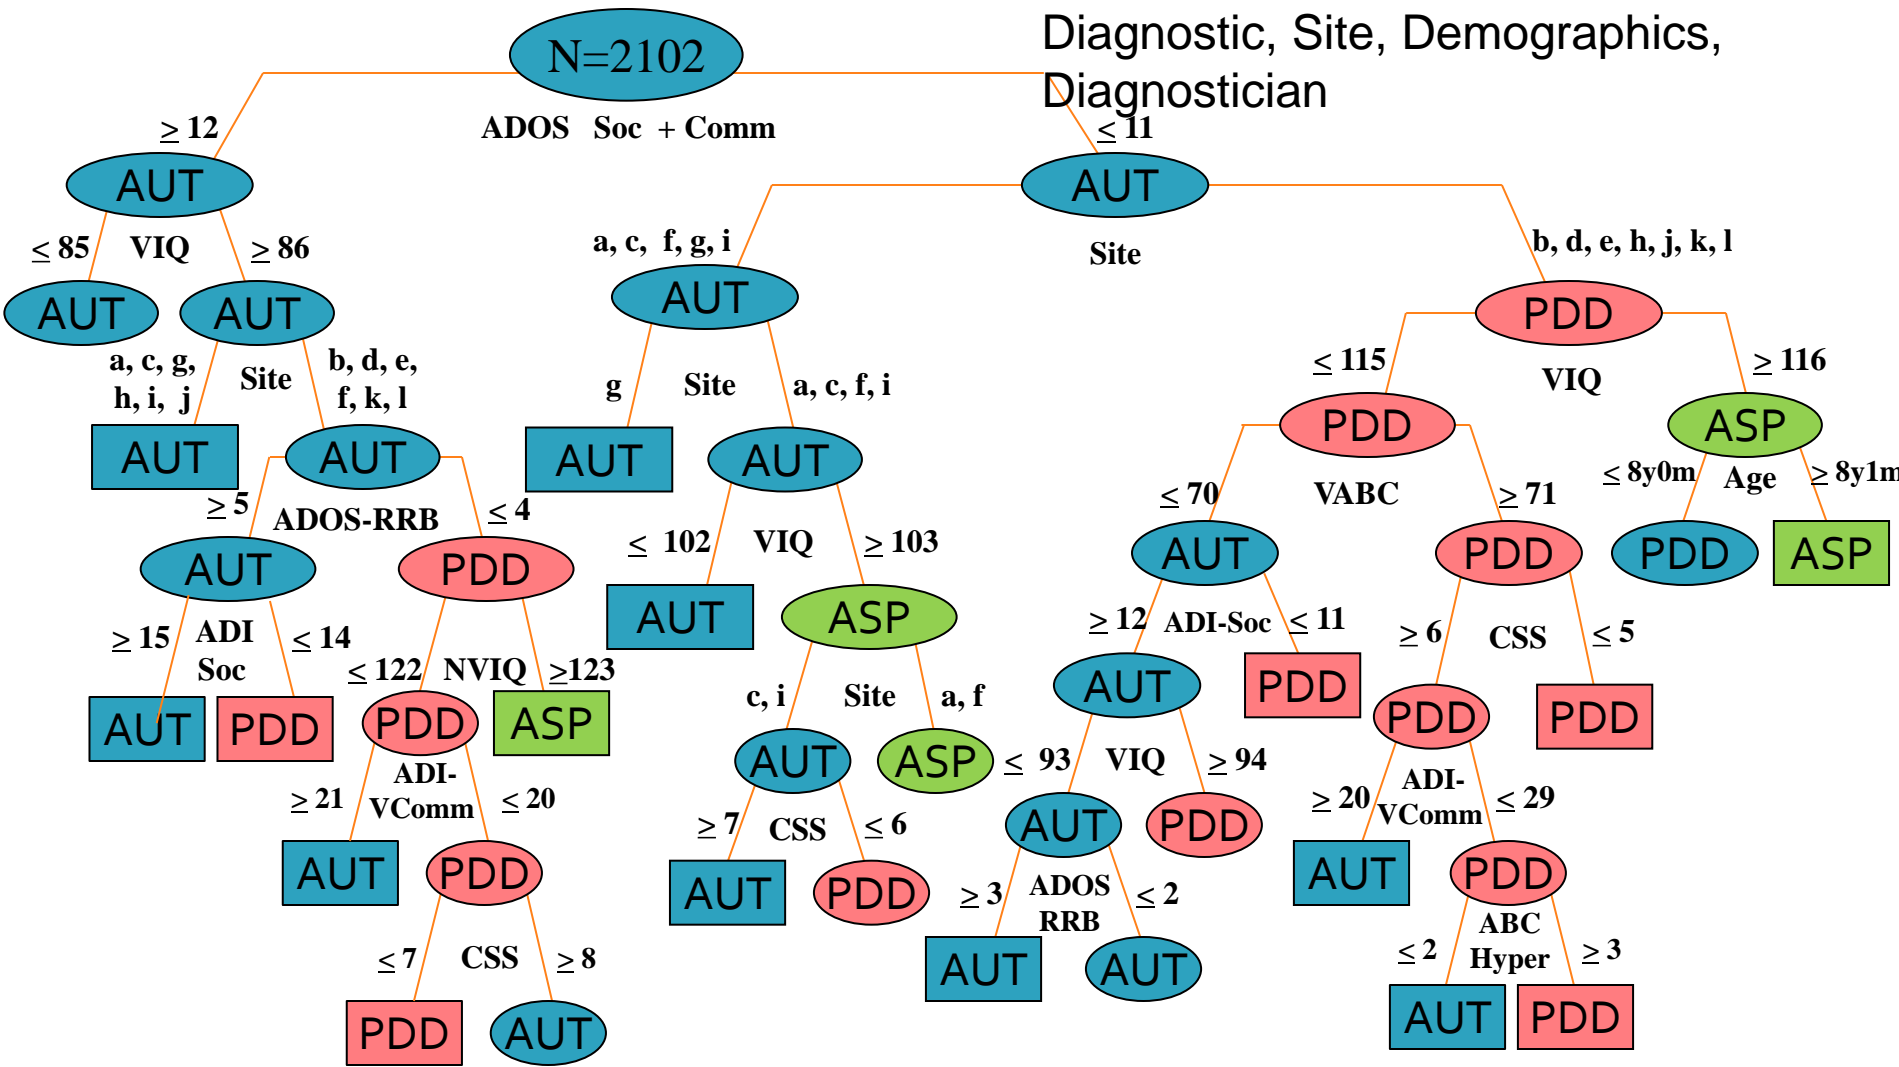 Diagnostic, Site, Demographics,
Diagnostician
N=2102
ADOS Soc + Comm
≥ 12
≤ 11
AUT
AUT
≤ 85
VIQ
≥ 86
a, c, f, g, i
Site
b, d, e, h, j, k, l
AUT
AUT
AUT
PDD
a, c, g,
h, i, j
Site
b, d, e,
f, k, l
g
Site
a, c, f, i
≤ 115
VIQ
≥ 116
AUT
AUT
AUT
AUT
PDD
ASP
≥ 5
ADOS-RRB
≤ 4
≤ 102
VIQ
≥ 103
≤ 70
VABC
≥ 71
≤ 8y0m
Age
≥ 8y1m
AUT
PDD
AUT
ASP
AUT
PDD
PDD
ASP
≥ 15
ADI
Soc
≤ 14
≤ 122
NVIQ
≥123
c, i
Site
a, f
≥ 12
ADI-Soc
≤ 11
≥ 6
CSS
≤ 5
AUT
PDD
PDD
ASP
AUT
ASP
AUT
PDD
PDD
PDD
≥ 21
ADI-
VComm
≤ 20
≥ 7
CSS
≤ 6
≤ 93
VIQ
≥ 94
≥ 20
ADI-
VComm
≤ 29
AUT
PDD
AUT
PDD
AUT
PDD
AUT
PDD
≤ 7
CSS
≥ 8
≥ 3
ADOS
RRB
≤ 2
≤ 2
ABC
Hyper
≥ 3
PDD
AUT
AUT
AUT
AUT
PDD